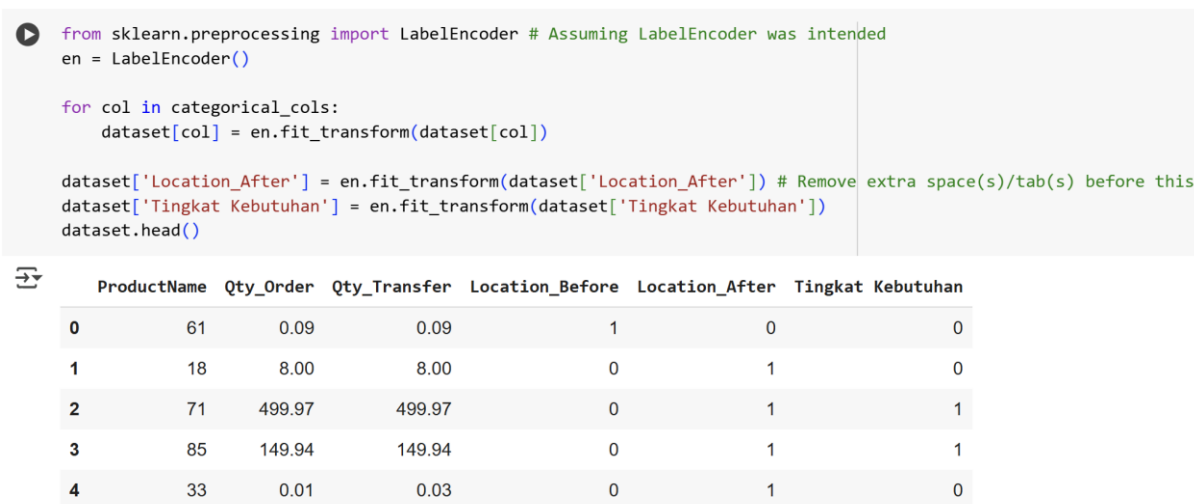 from sklearn.preprocessing import LabelEncoder # Assuming LabelEncoder was intended
en = LabelEncoder()
for col in categorical_cols:
    dataset[col] = en.fit_transform(dataset[col])
dataset['Location_After'] = en.fit_transform(dataset['Location_After']) # Remove extra space(s)/tab(s) before this
dataset['Tingkat Kebutuhan'] = en.fit_transform(dataset['Tingkat Kebutuhan'])
dataset.head()
ProductName Qty_Order Qty_Transfer Location_Before Location_After Tingkat Kebutuhan
0 61 0.09 0.09 1 0 0
1 18 8.00 8.00 0 1 0
2 71 499.97 499.97 0 1 1
3 85 149.94 149.94 0 1 1
4 33 0.01 0.03 0 1 0